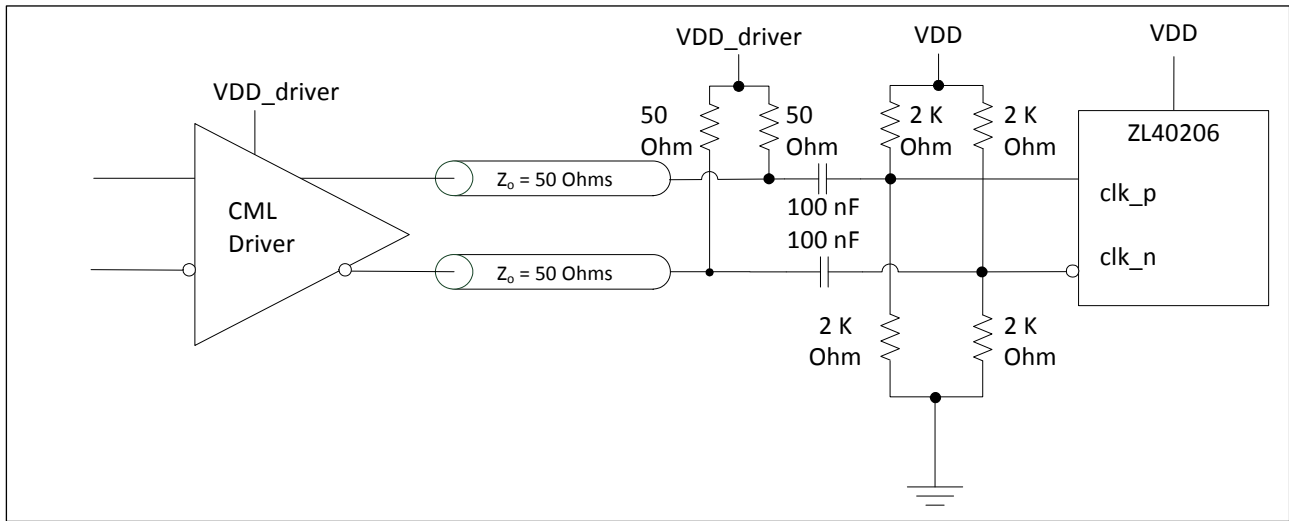 VDD_driver
VDD
VDD
VDD_driver
50
Ohm
50
Ohm
2 K
Ohm
2 K
Ohm
ZL40206
Zo = 50 Ohms
CML
Driver
100 nF
clk_p
100 nF
clk_n
Zo = 50 Ohms
2 K
Ohm
2 K
Ohm